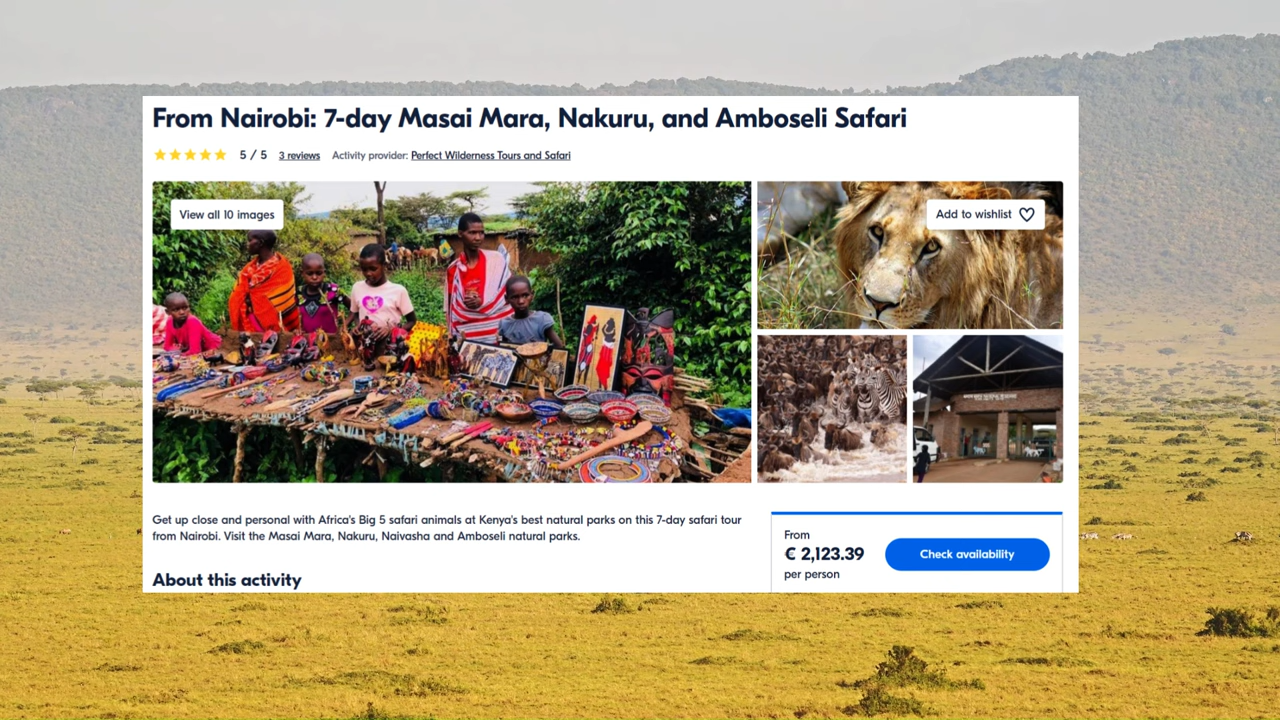 From Nairobi: 7-day Masai Mara, Nakuru, and Amboseli Safari
5 / 5 3 reviews Activity provider: Perfect Wilderness Tours and Safari
View all 10 images
Add to wishlist
Get up close and personal with Africa's Big 5 safari animals at Kenya's best natural parks on this 7-day safari tour
from Nairobi. Visit the Masai Mara, Nakuru, Naivasha and Amboseli natural parks.
From
€ 2,123.39
per person
Check availability
About this activity